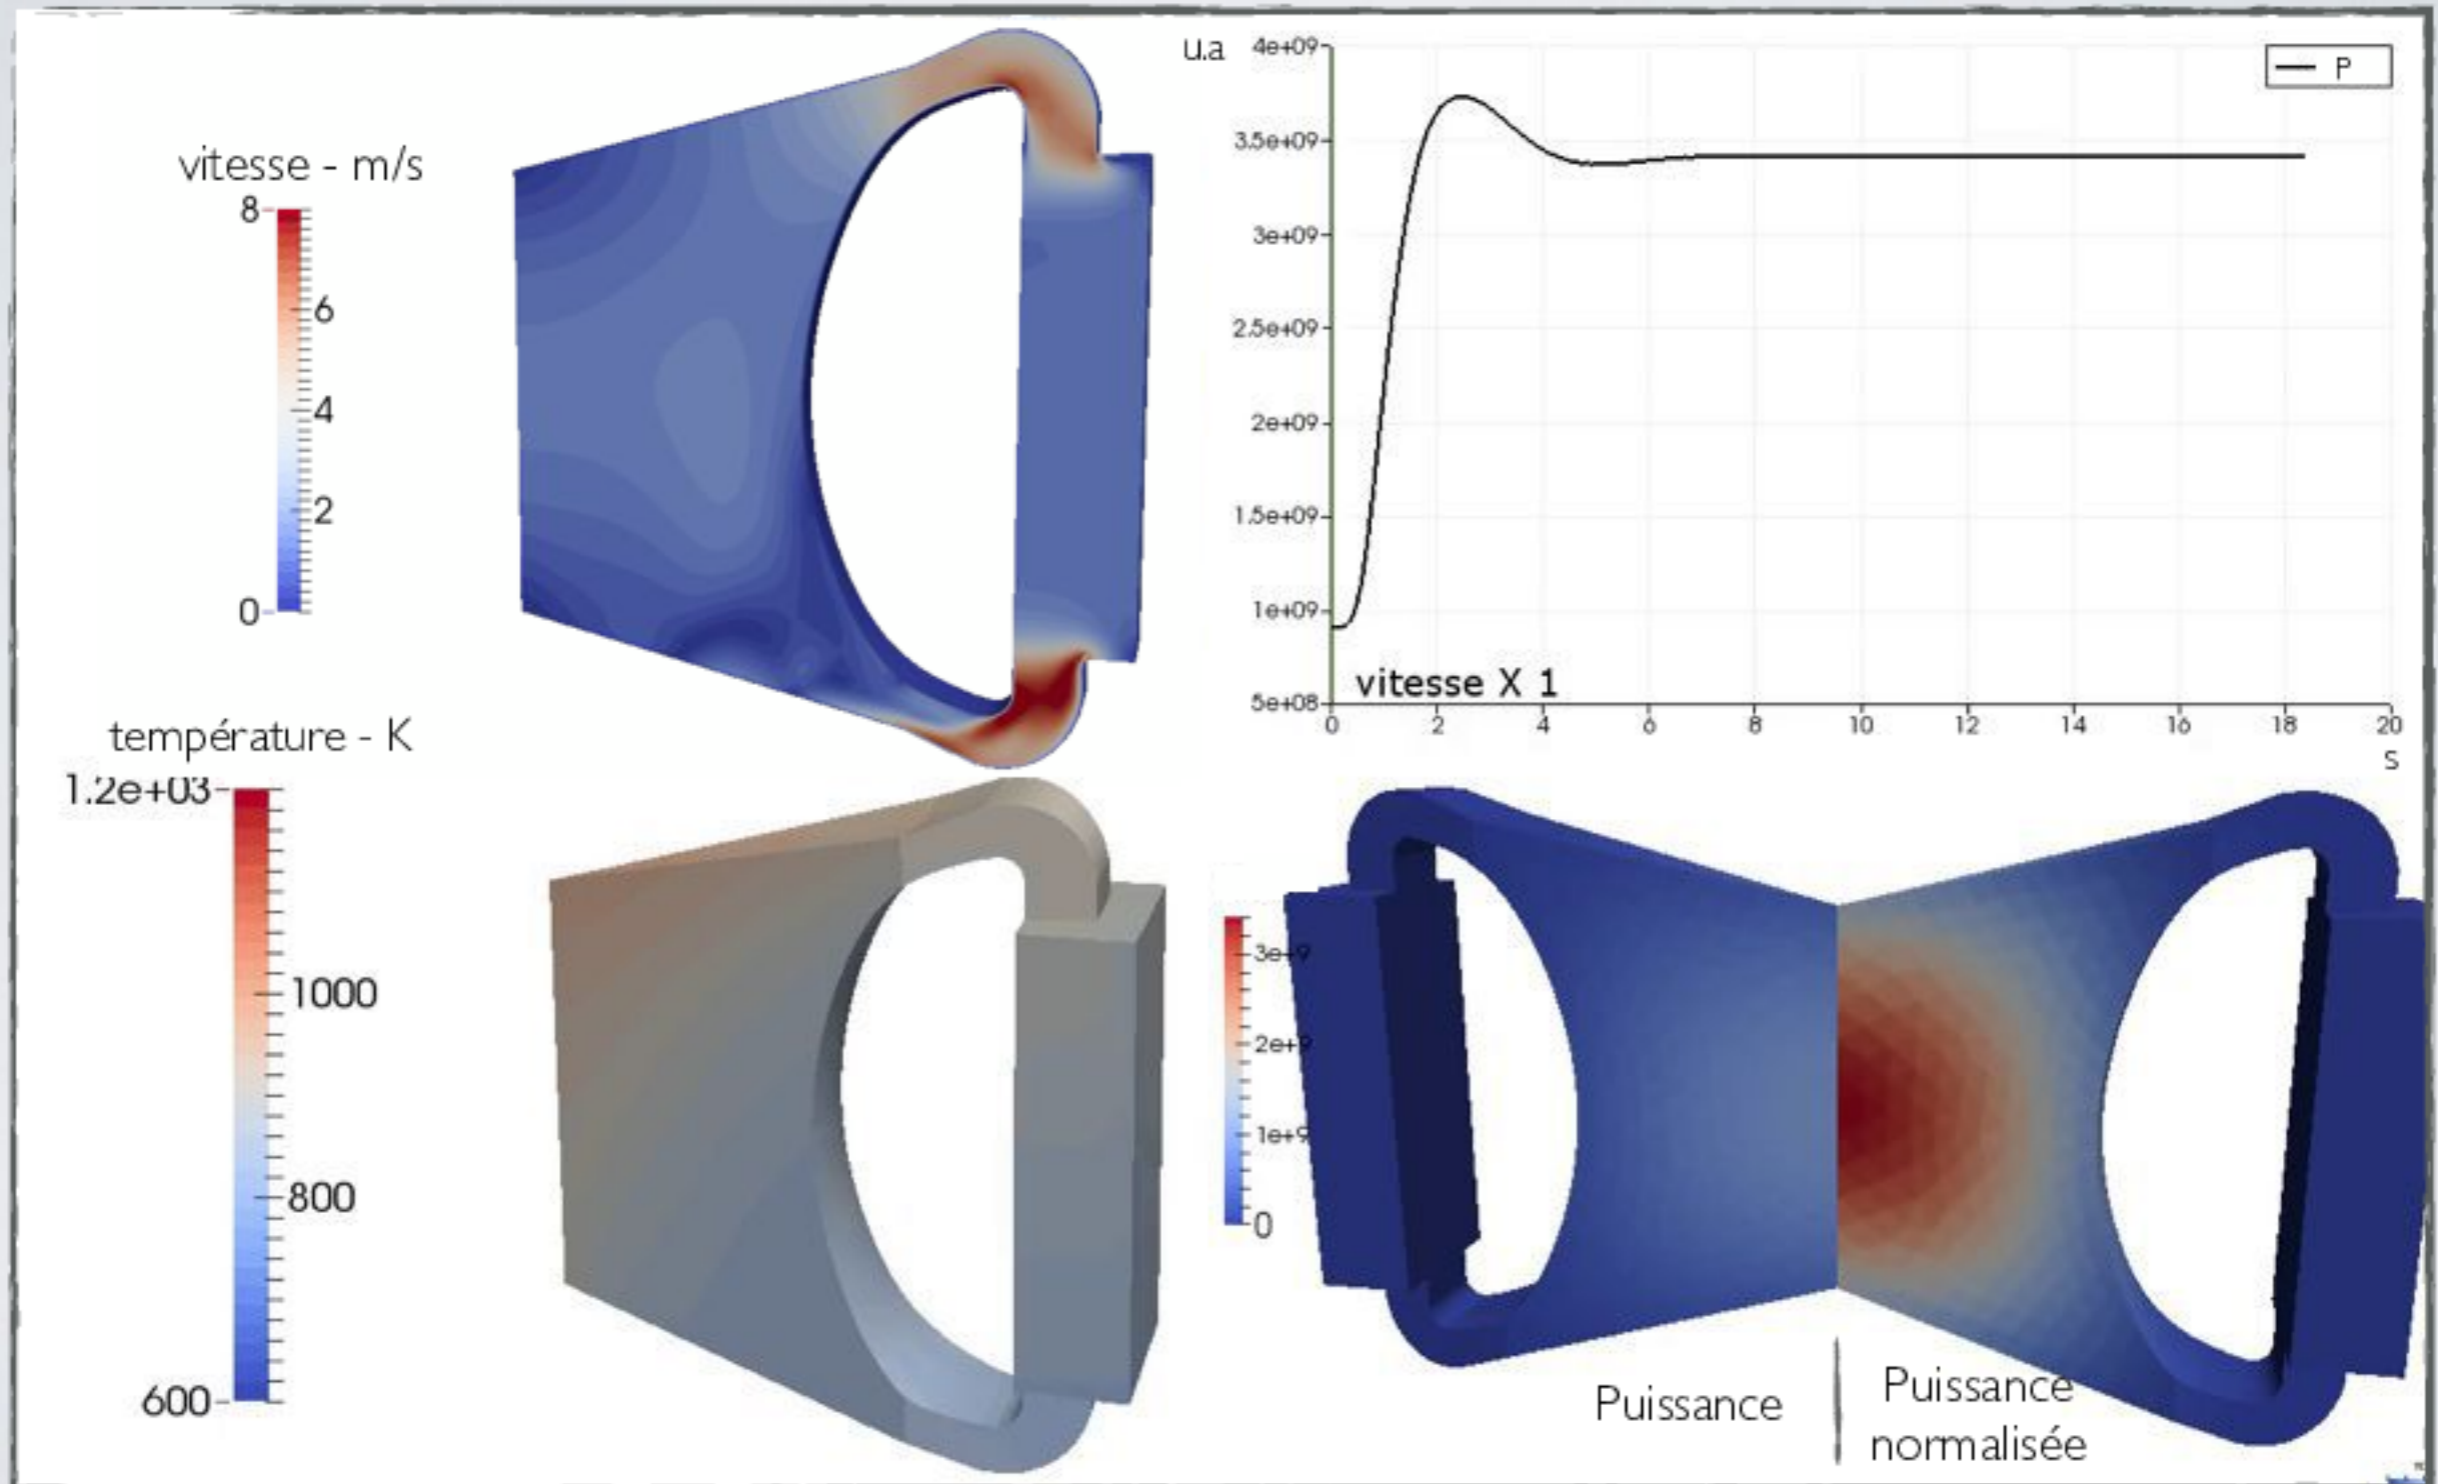 vitesse - m/s
8
6
4
2
0
u.a
4e+09
3.5e+09
3e+09
2.5e+09
2e+09
1.5e+09
1e+09
5e+08
P
vitesse X 1
0 2 4 6 8 10 12 14 16 18 20
s
température - K
1.2e+03
1000
800
600
3e+9
2e+9
1e+9
0
Puissance
Puissance
normalisée